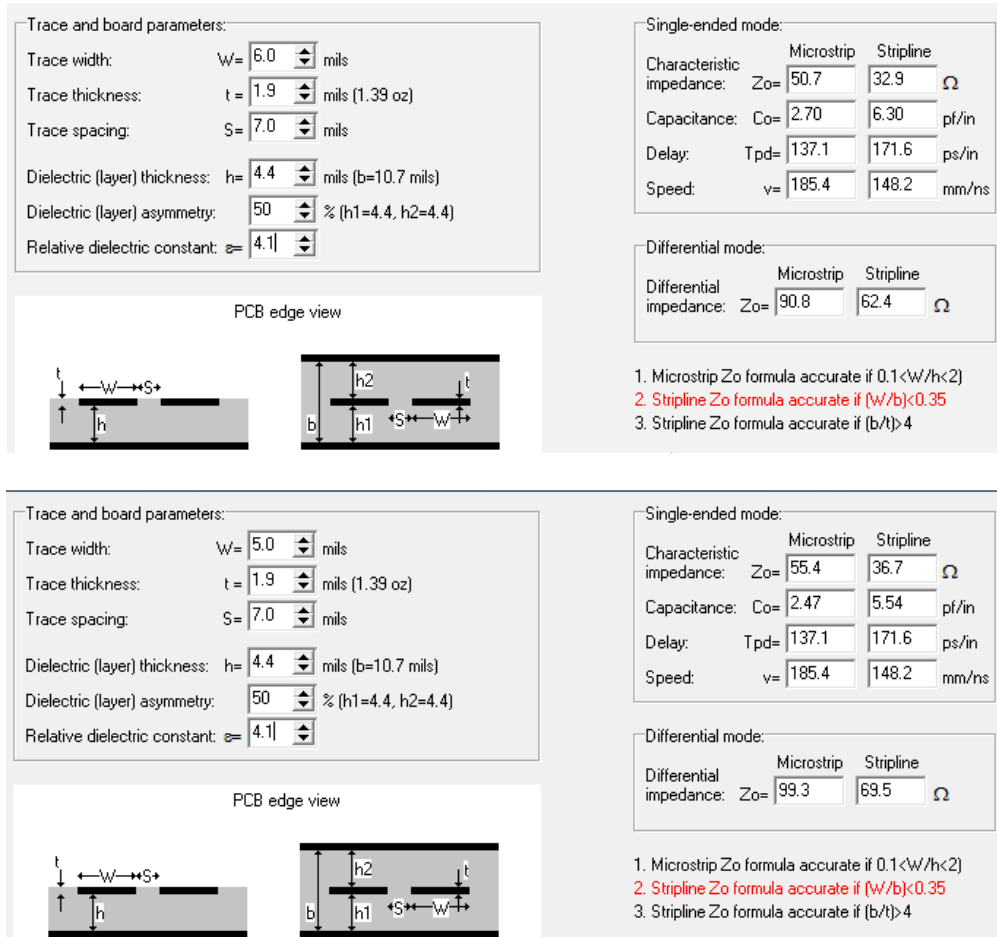 Trace and board parameters:
Trace width: W= 6.0 mils
Trace thickness: t = 1.9 mils (1.39 oz)
Trace spacing: S= 7.0 mils
Dielectric (layer) thickness: h= 4.4 mils (b=10.7 mils)
Dielectric (layer) asymmetry: 50 % (h1=4.4, h2=4.4)
Relative dielectric constant: ε= 4.1
PCB edge view
t W S h
h2 t b h1 S W
Single-ended mode:
Microstrip Stripline
Characteristic impedance: Zo= 50.7 32.9 Ω
Capacitance: Co= 2.70 6.30 pf/in
Delay: Tpd= 137.1 171.6 ps/in
Speed: v= 185.4 148.2 mm/ns
Differential mode:
Microstrip Stripline
Differential impedance: Zo= 90.8 62.4 Ω
1. Microstrip Zo formula accurate if 0.1<W/h<2)
2. Stripline Zo formula accurate if (W/b)<0.35
3. Stripline Zo formula accurate if (b/t)>4
Trace and board parameters:
Trace width: W= 5.0 mils
Trace thickness: t = 1.9 mils (1.39 oz)
Trace spacing: S= 7.0 mils
Dielectric (layer) thickness: h= 4.4 mils (b=10.7 mils)
Dielectric (layer) asymmetry: 50 % (h1=4.4, h2=4.4)
Relative dielectric constant: ε= 4.1
PCB edge view
t W S h
h2 t b h1 S W
Single-ended mode:
Microstrip Stripline
Characteristic impedance: Zo= 55.4 36.7 Ω
Capacitance: Co= 2.47 5.54 pf/in
Delay: Tpd= 137.1 171.6 ps/in
Speed: v= 185.4 148.2 mm/ns
Differential mode:
Microstrip Stripline
Differential impedance: Zo= 99.3 69.5 Ω
1. Microstrip Zo formula accurate if 0.1<W/h<2)
2. Stripline Zo formula accurate if (W/b)<0.35
3. Stripline Zo formula accurate if (b/t)>4